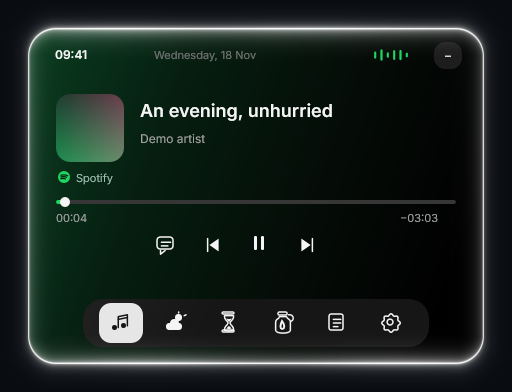 09:41
Wednesday, 18 Nov
An evening, unhurried
Demo artist
Spotify
00:04
−03:03